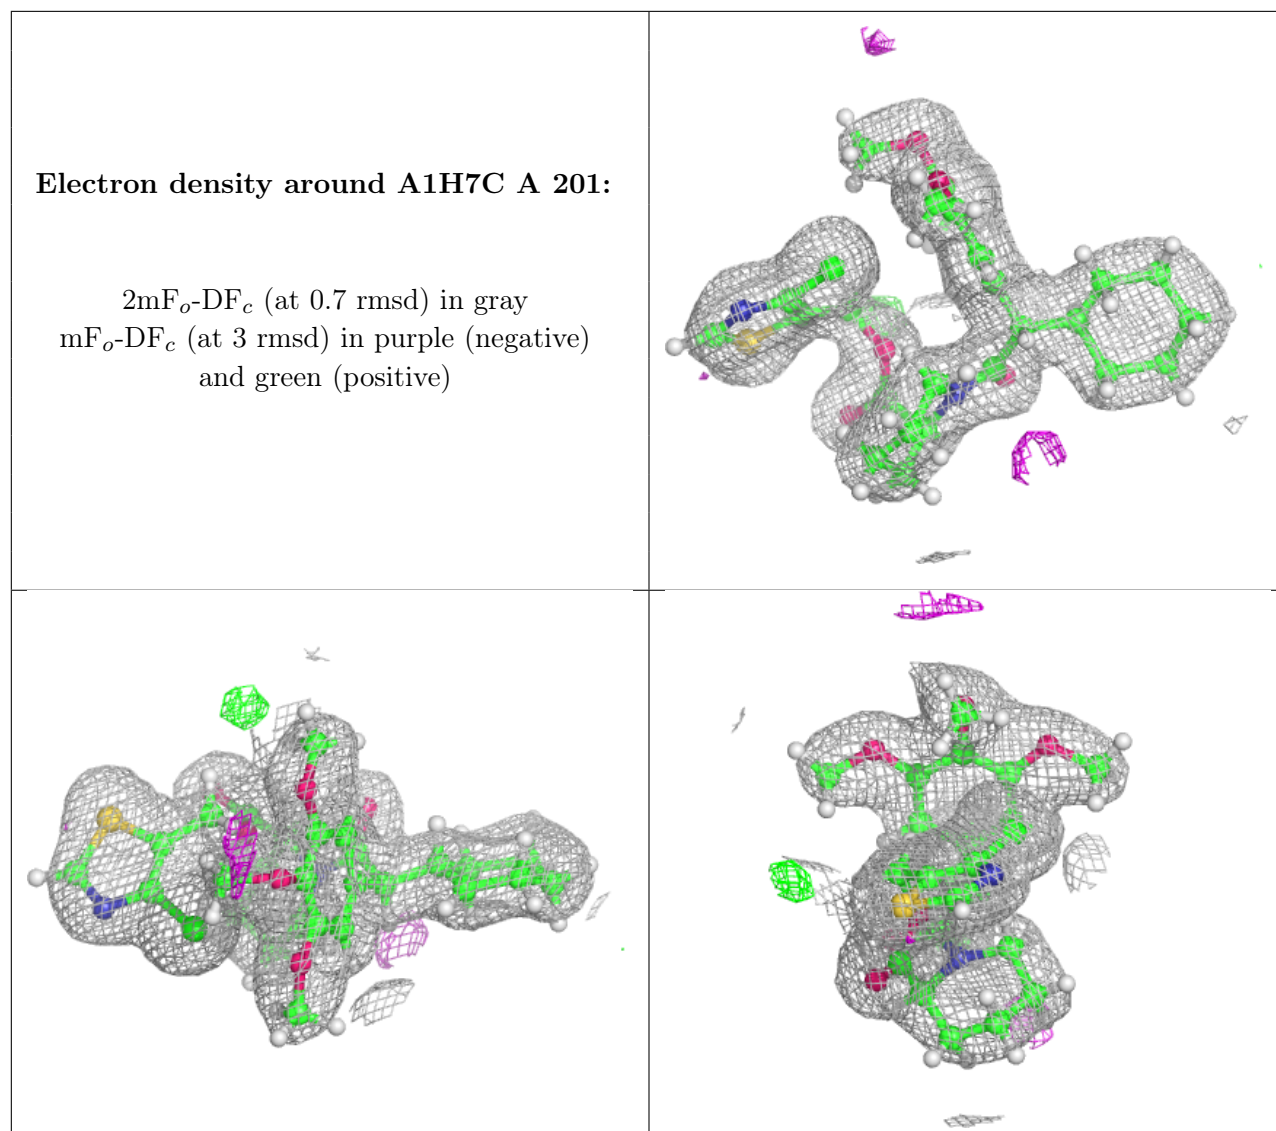 Electron density around A1H7C A 201:
2mFo-DFc (at 0.7 rmsd) in gray
mFo-DFc (at 3 rmsd) in purple (negative)
and green (positive)